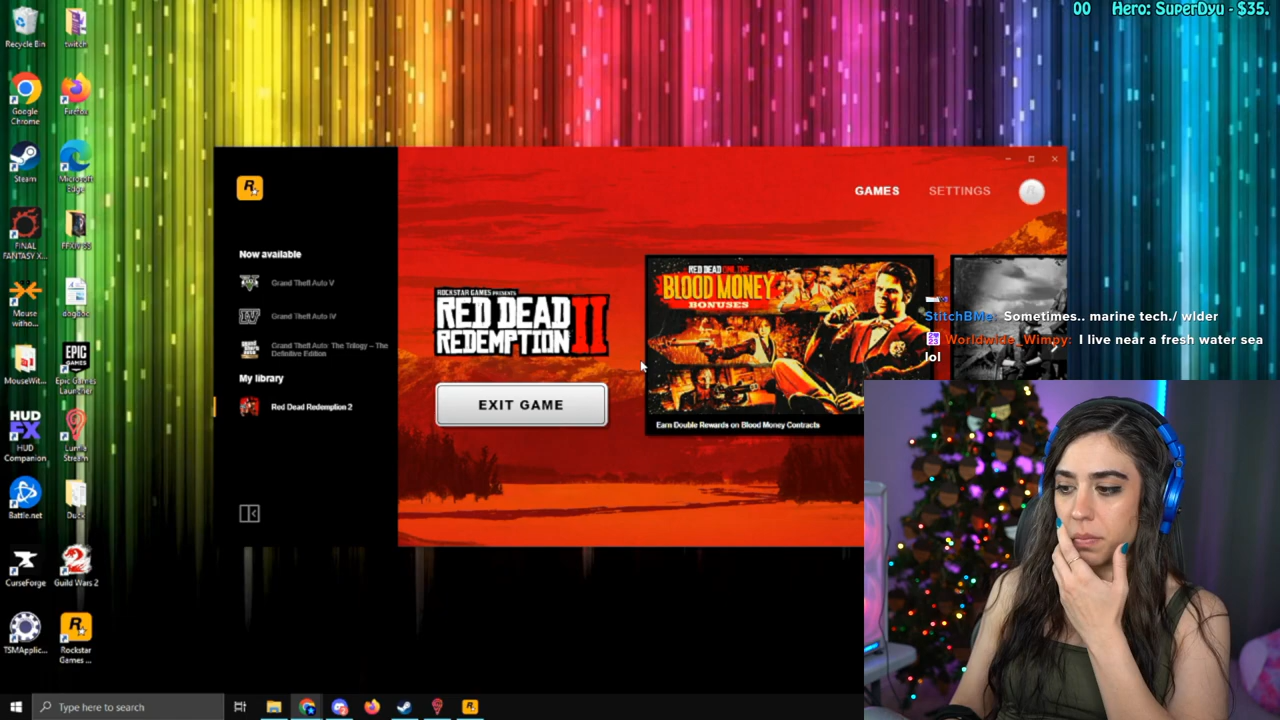 00 Hero: SuperDyu - $35.
Recycle Bin
twitch
Google
Chrome
Firefox
Steam
Microsoft
Edge
FINAL
FANTASY X...
Mouse
witho...
dogdoc
MouseWit...
EPIC
GAMES
Epic Games
Launcher
HUD
FX
HUD
Companion
Lumia
Stream
Battle.net
Duck
CurseForge
Guild Wars 2
TSMApplic...
Rockstar
Games ...
GAMES
SETTINGS
Now available
Grand Theft Auto V
Grand Theft Auto IV
Grand Theft Auto: The Trilogy – The
Definitive Edition
My library
Red Dead Redemption 2
ROCKSTAR GAMES PRESENTS
RED DEAD
REDEMPTION II
EXIT GAME
RED DEAD ONLINE
BLOOD MONEY
BONUSES
Earn Double Rewards on Blood Money Contracts
StitchBMe: Sometimes.. marine tech./ wlder
Worldwide_Wimpy: I live near a fresh water sea
lol
Type here to search